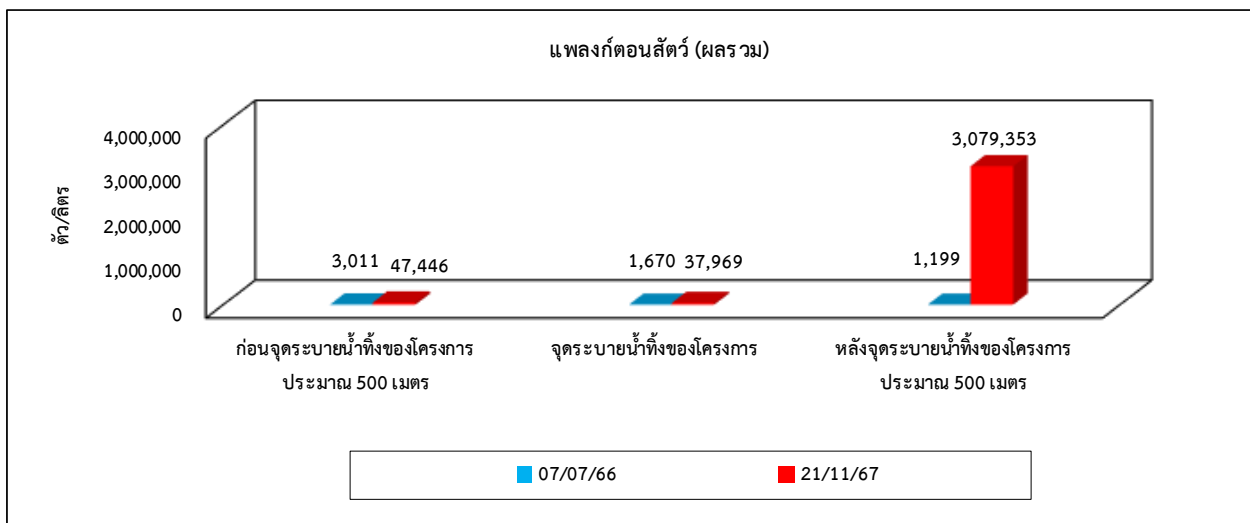 แพลงก์ตอนสัตว์ (ผลรวม)
ตัว/ลิตร
4,000,000
3,000,000
2,000,000
1,000,000
0
3,011 47,446
1,670 37,969
1,199 3,079,353
ก่อนจุดระบายน้ำทิ้งของโครงการ
ประมาณ 500 เมตร
จุดระบายน้ำทิ้งของโครงการ
หลังจุดระบายน้ำทิ้งของโครงการ
ประมาณ 500 เมตร
07/07/66 21/11/67